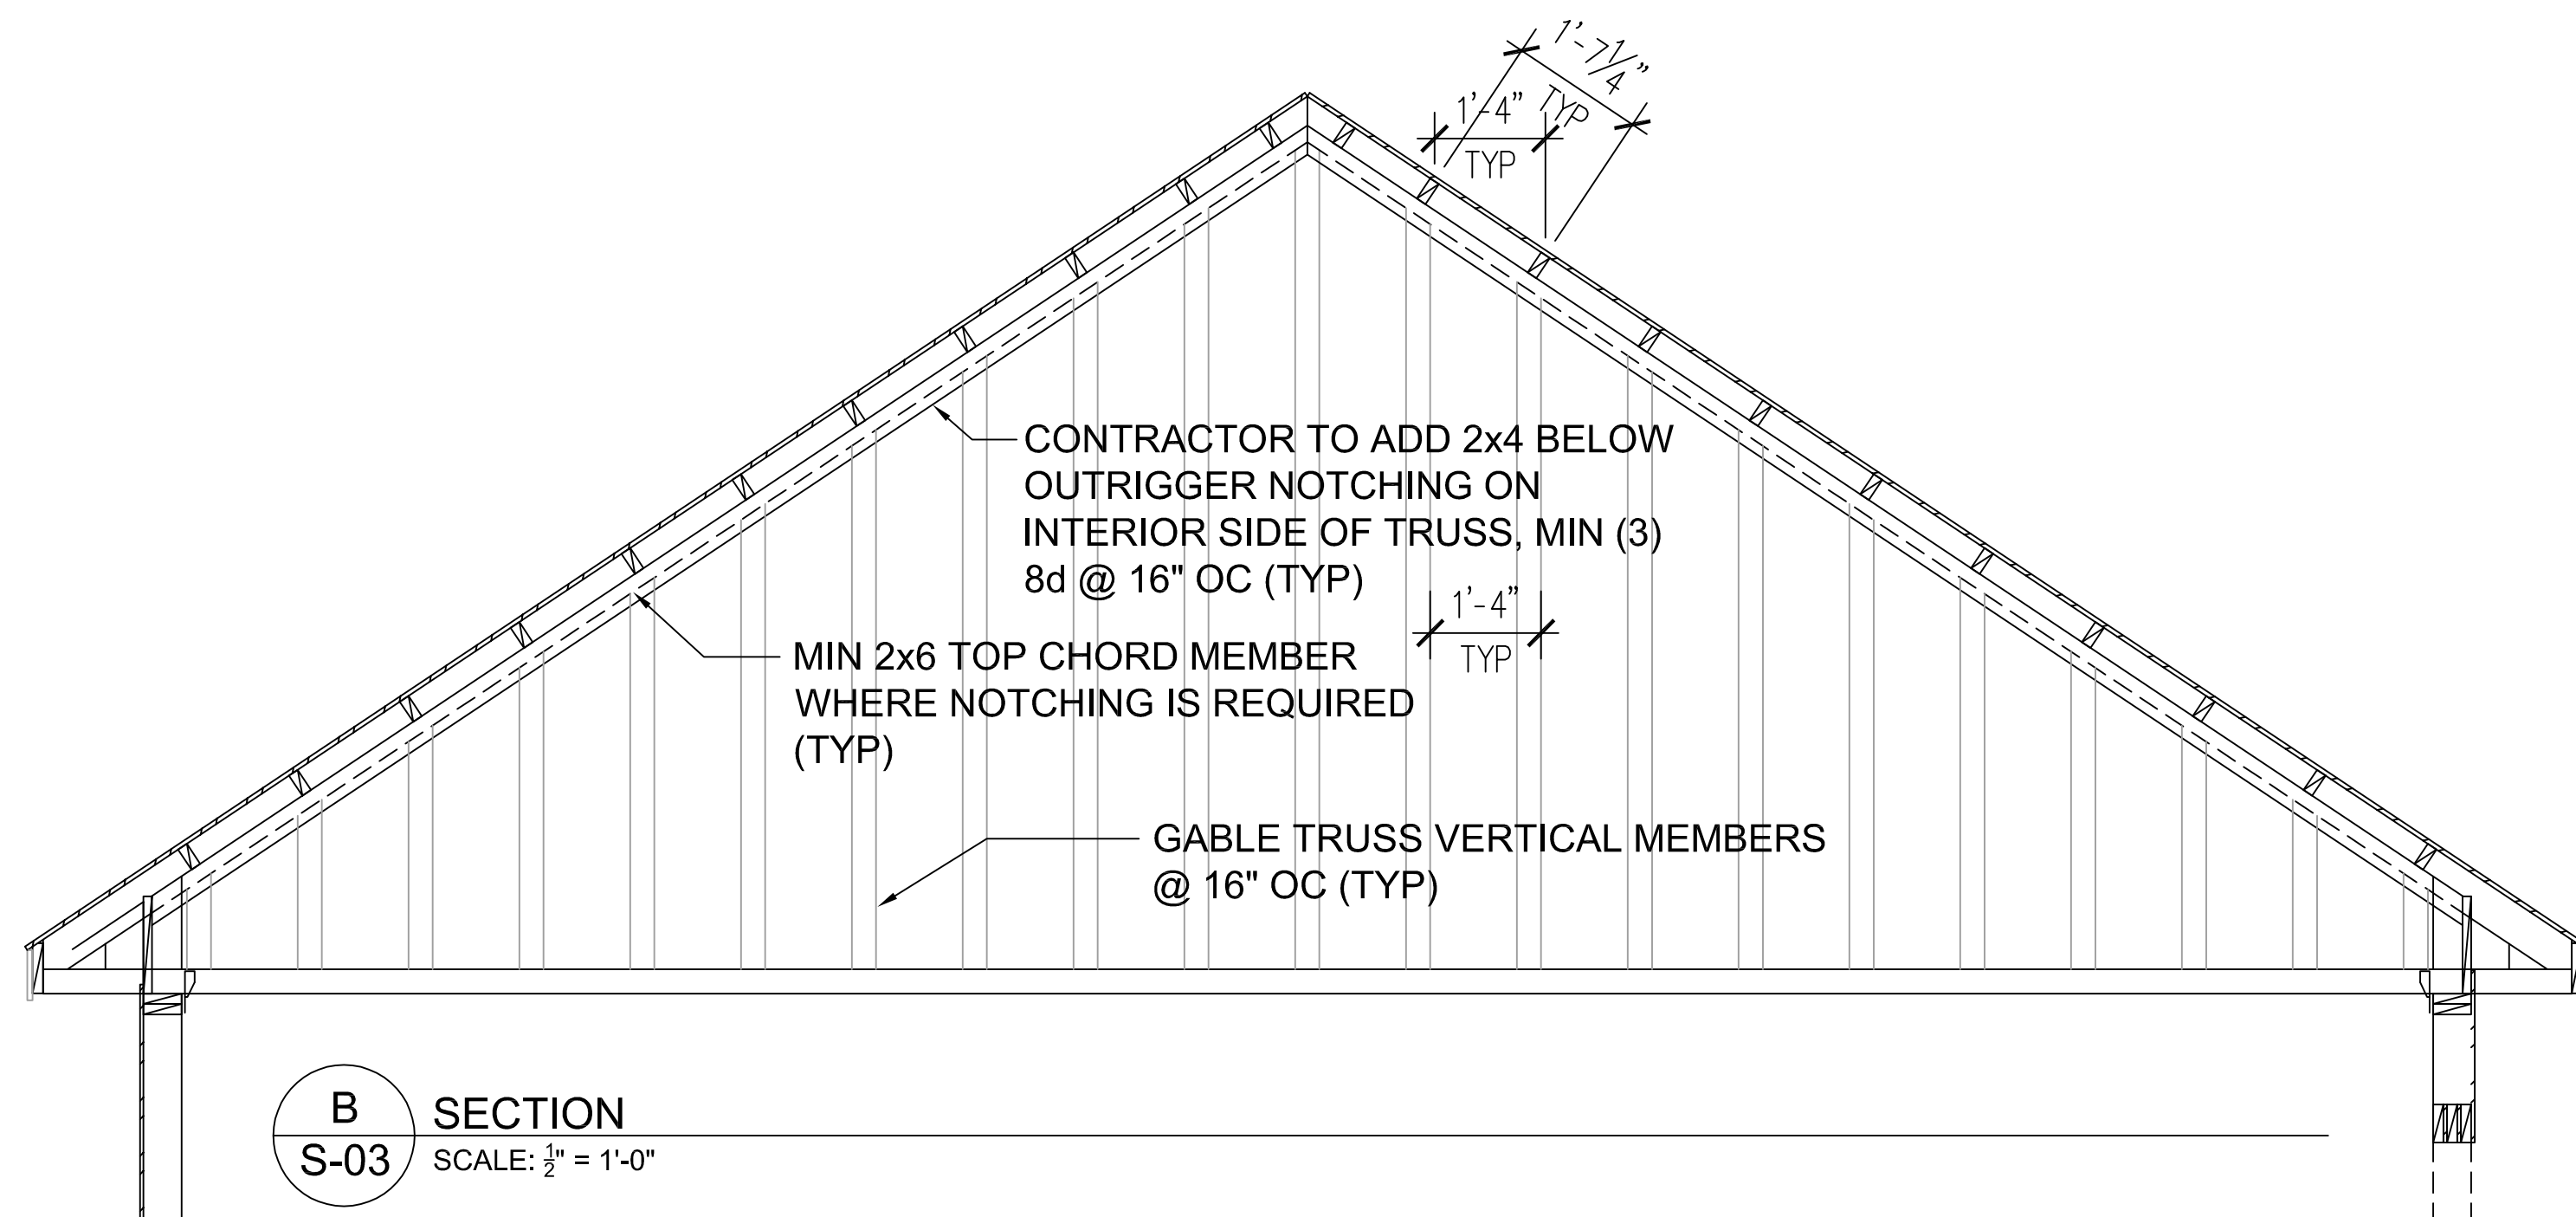 1'-7 1/4"
TYP
1'-4"
TYP
CONTRACTOR TO ADD 2x4 BELOW
OUTRIGGER NOTCHING ON
INTERIOR SIDE OF TRUSS, MIN (3)
8d @ 16" OC (TYP)
1'-4"
TYP
MIN 2x6 TOP CHORD MEMBER
WHERE NOTCHING IS REQUIRED
(TYP)
GABLE TRUSS VERTICAL MEMBERS
@ 16" OC (TYP)
B
S-03
SECTION
SCALE: 1/2" = 1'-0"